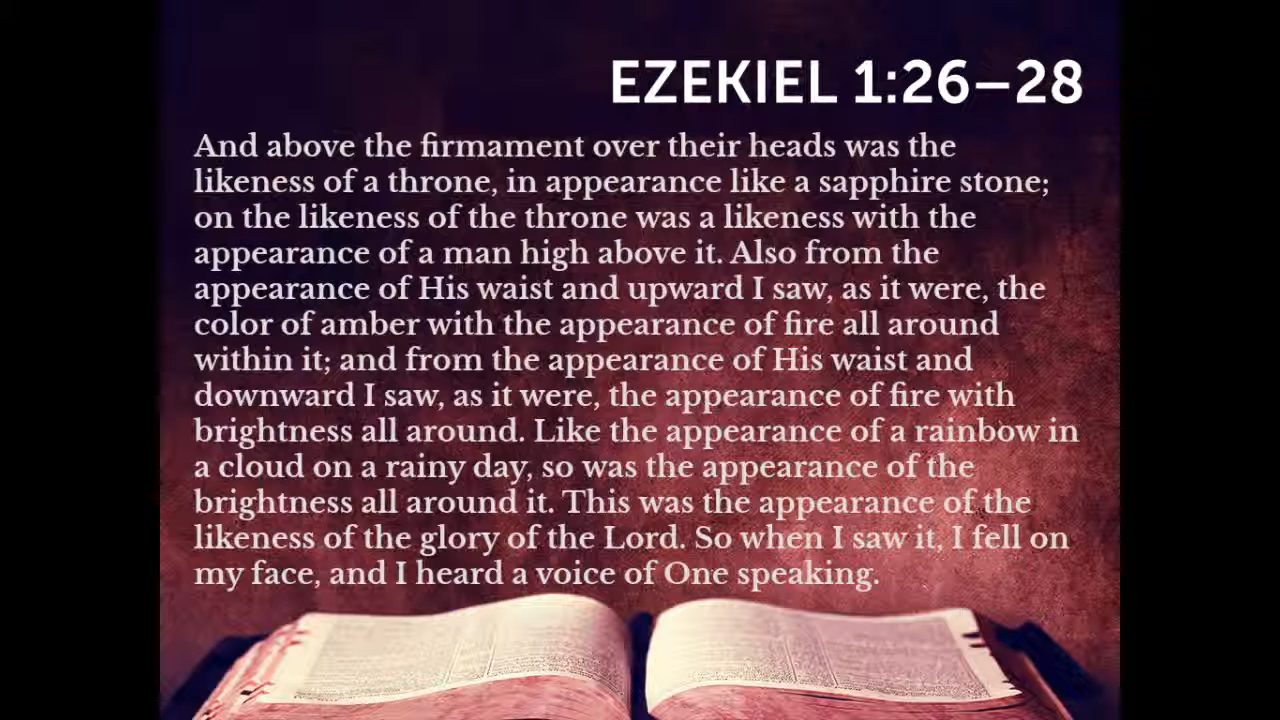 EZEKIEL 1:26–28
And above the firmament over their heads was the
likeness of a throne, in appearance like a sapphire stone;
on the likeness of the throne was a likeness with the
appearance of a man high above it. Also from the
appearance of His waist and upward I saw, as it were, the
color of amber with the appearance of fire all around
within it; and from the appearance of His waist and
downward I saw, as it were, the appearance of fire with
brightness all around. Like the appearance of a rainbow in
a cloud on a rainy day, so was the appearance of the
brightness all around it. This was the appearance of the
likeness of the glory of the Lord. So when I saw it, I fell on
my face, and I heard a voice of One speaking.